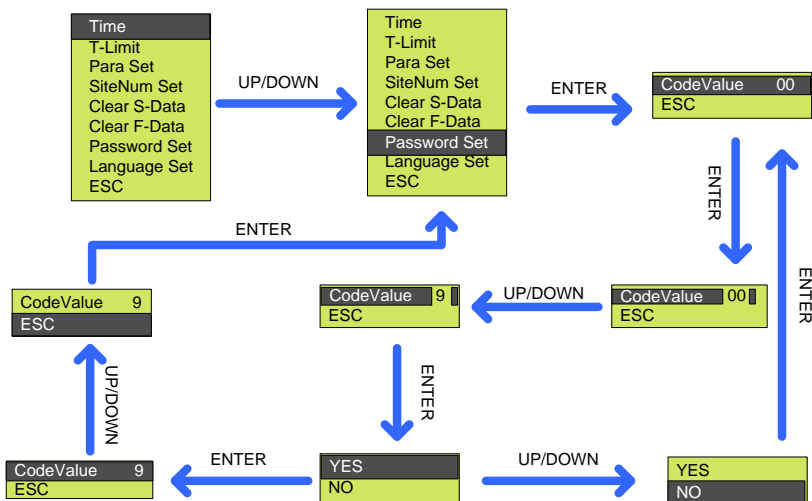 Time
T-Limit
Para Set
SiteNum Set
Clear S-Data
Clear F-Data
Password Set
Language Set
ESC
UP/DOWN
Time
T-Limit
Para Set
SiteNum Set
Clear S-Data
Clear F-Data
Password Set
Language Set
ESC
ENTER
CodeValue 00
ESC
ENTER
ENTER
ENTER
CodeValue 9
ESC
CodeValue 9
ESC
UP/DOWN
CodeValue 00
ESC
UP/DOWN
ENTER
CodeValue 9
ESC
ENTER
YES
NO
UP/DOWN
YES
NO